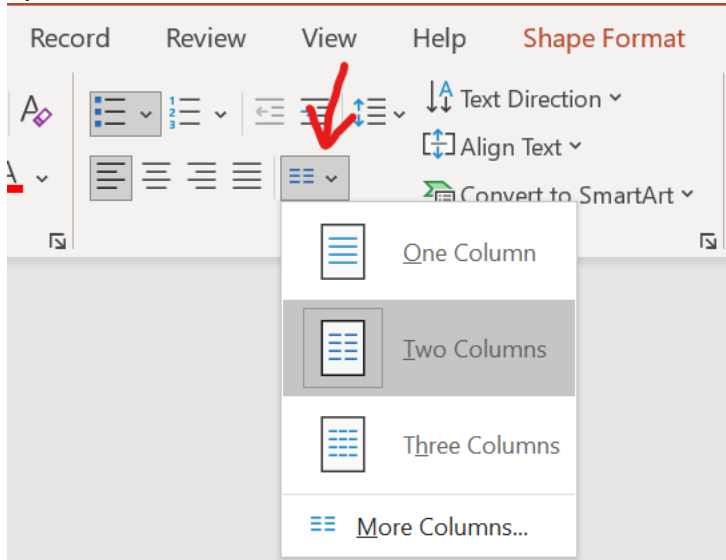 Record Review View Help Shape Format
Text Direction
Align Text
Convert to SmartArt
One Column
Two Columns
Three Columns
More Columns...